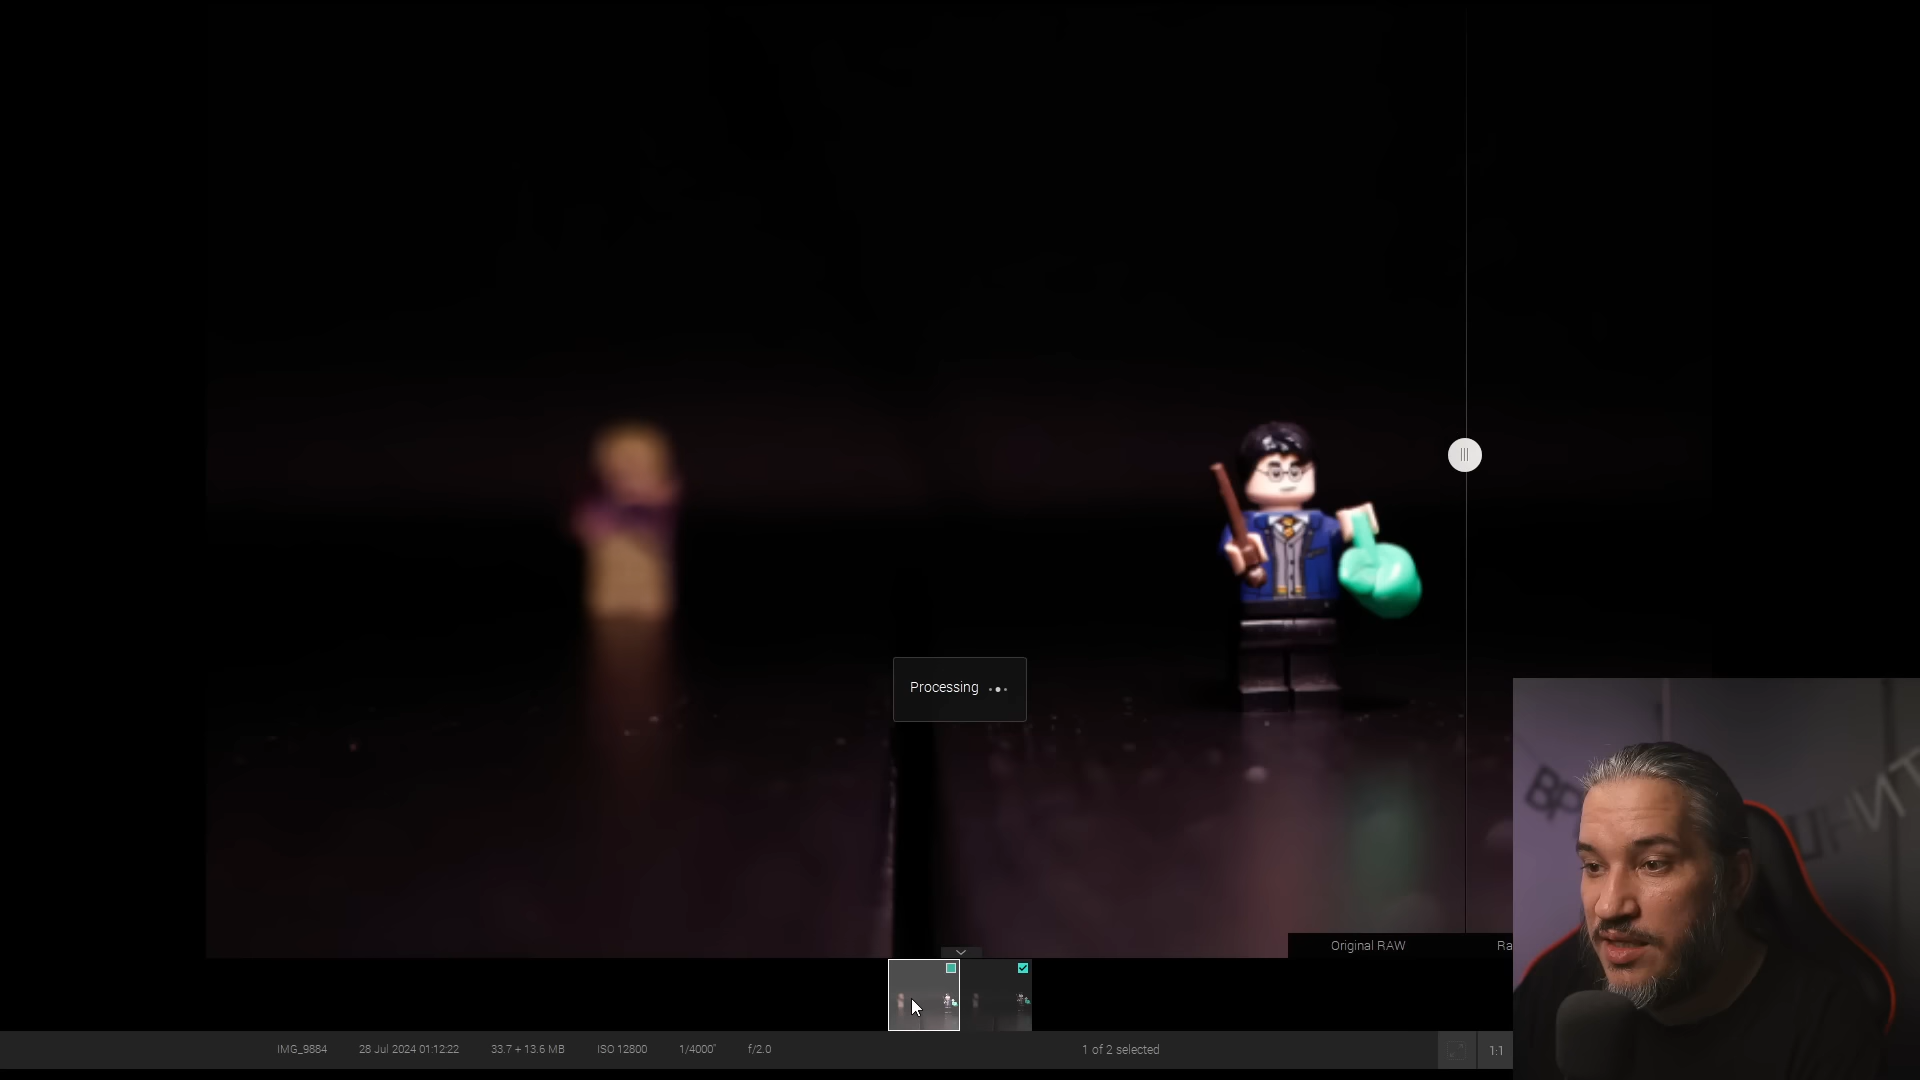 Processing
Original RAW
Ra
IMG_9884
28 Jul 2024 01:12:22
33.7 + 13.6 MB
ISO 12800
1/4000"
f/2.0
1 of 2 selected
1:1